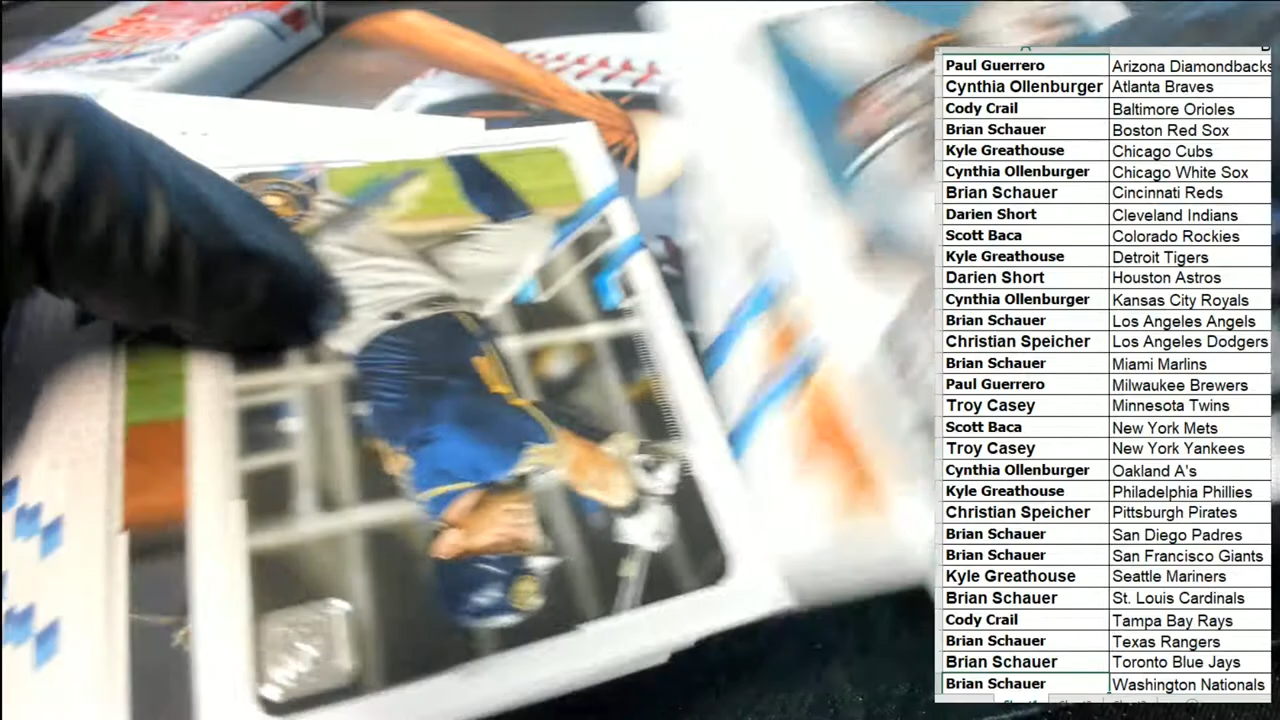 A
Paul Guerrero Arizona Diamondbacks
Cynthia Ollenburger Atlanta Braves
Cody Crail Baltimore Orioles
Brian Schauer Boston Red Sox
Kyle Greathouse Chicago Cubs
Cynthia Ollenburger Chicago White Sox
Brian Schauer Cincinnati Reds
Darien Short Cleveland Indians
Scott Baca Colorado Rockies
Kyle Greathouse Detroit Tigers
Darien Short Houston Astros
Cynthia Ollenburger Kansas City Royals
Brian Schauer Los Angeles Angels
Christian Speicher Los Angeles Dodgers
Brian Schauer Miami Marlins
Paul Guerrero Milwaukee Brewers
Troy Casey Minnesota Twins
Scott Baca New York Mets
Troy Casey New York Yankees
Cynthia Ollenburger Oakland A's
Kyle Greathouse Philadelphia Phillies
Christian Speicher Pittsburgh Pirates
Brian Schauer San Diego Padres
Brian Schauer San Francisco Giants
Kyle Greathouse Seattle Mariners
Brian Schauer St. Louis Cardinals
Cody Crail Tampa Bay Rays
Brian Schauer Texas Rangers
Brian Schauer Toronto Blue Jays
Brian Schauer Washington Nationals